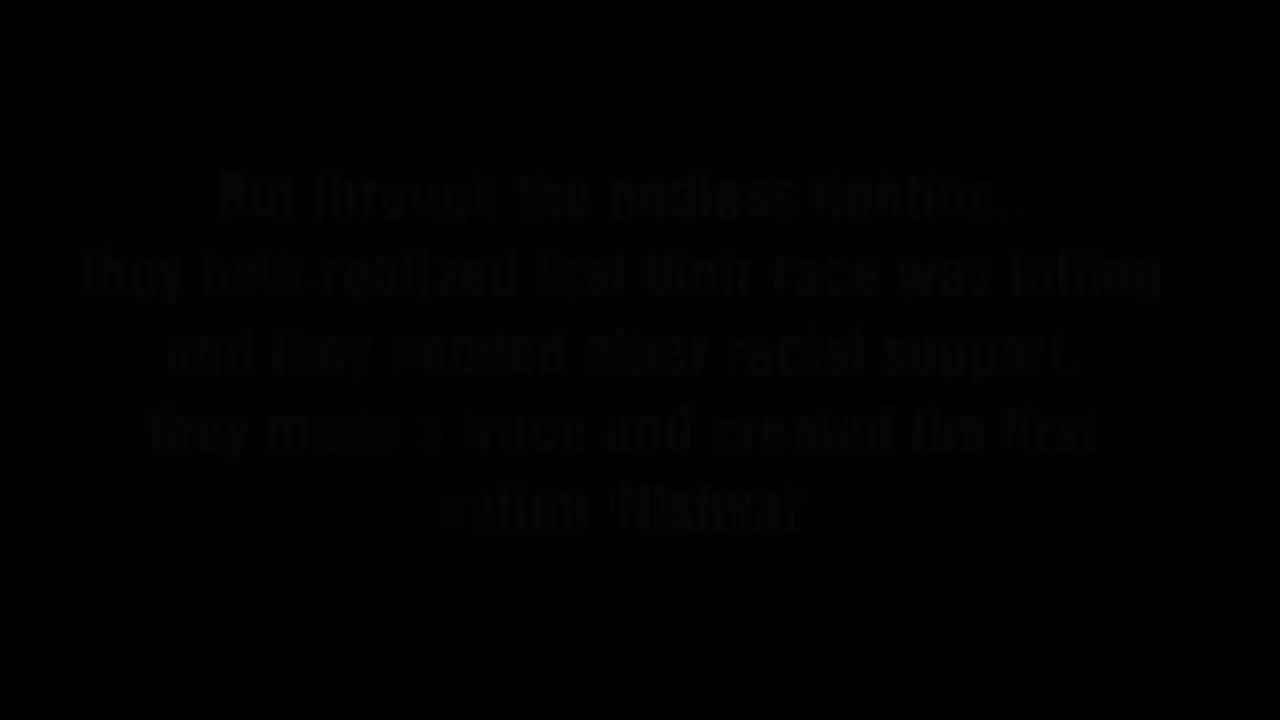 But through the endless fighting...
They both realized that their race was falling
and they needed other racial support.
They made a truce and created the first
nation